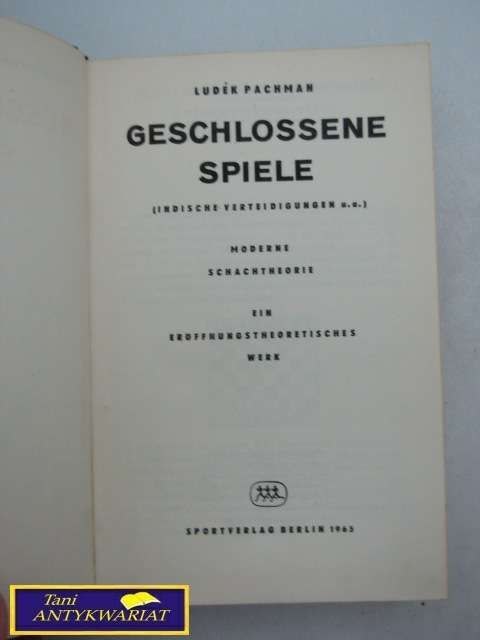 LUDĚK PACHMAN
GESCHLOSSENE
SPIELE
(INDISCHE VERTEIDIGUNGEN u.a.)
MODERNE
SCHACHTHEORIE
EIN
ERÖFFNUNGSTHEORETISCHES
WERK
SPORTVERLAG BERLIN 1965
Tani
ANTYKWARIAT